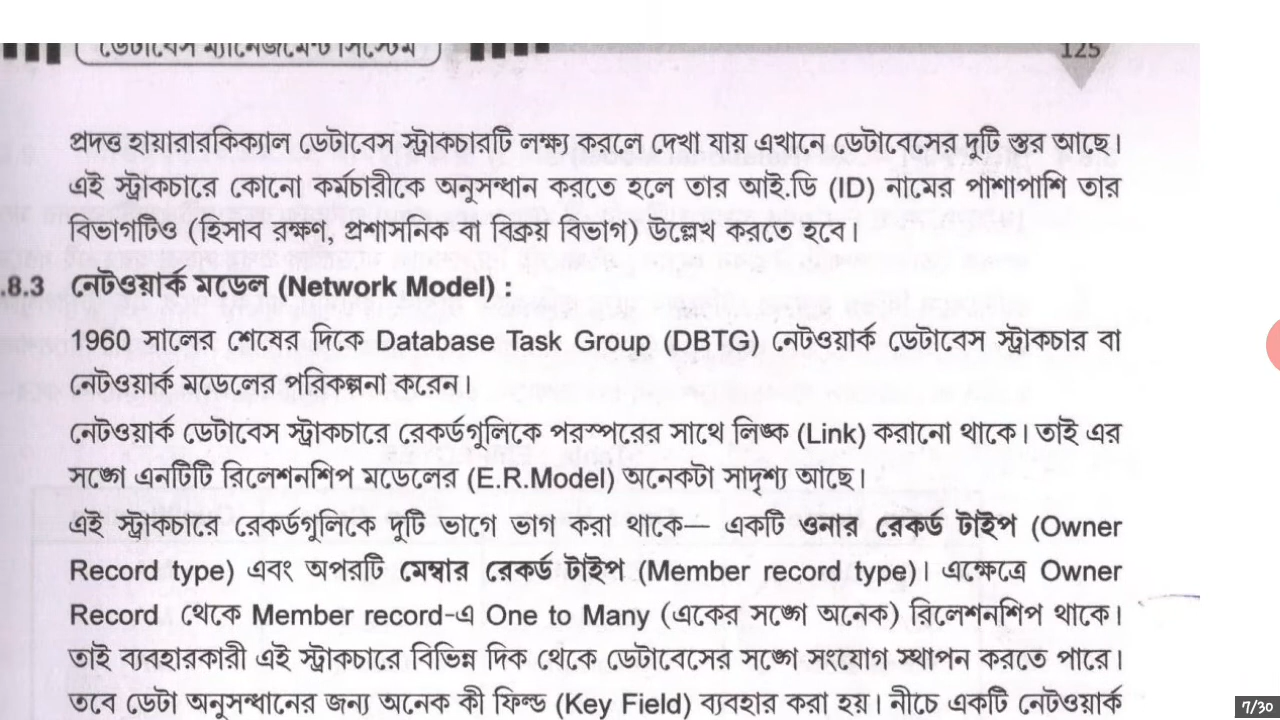 ডেটাবেস ম্যানেজমেন্ট সিস্টেম
125
প্রদত্ত হায়ারারকিক্যাল ডেটাবেস স্ট্রাকচারটি লক্ষ্য করলে দেখা যায় এখানে ডেটাবেসের দুটি স্তর আছে।
এই স্ট্রাকচারে কোনো কর্মচারীকে অনুসন্ধান করতে হলে তার আই.ডি (ID) নামের পাশাপাশি তার
বিভাগটিও (হিসাব রক্ষণ, প্রশাসনিক বা বিক্রয় বিভাগ) উল্লেখ করতে হবে।
.8.3 নেটওয়ার্ক মডেল (Network Model) :
1960 সালের শেষের দিকে Database Task Group (DBTG) নেটওয়ার্ক ডেটাবেস স্ট্রাকচার বা
নেটওয়ার্ক মডেলের পরিকল্পনা করেন।
নেটওয়ার্ক ডেটাবেস স্ট্রাকচারে রেকর্ডগুলিকে পরস্পরের সাথে লিঙ্ক (Link) করানো থাকে। তাই এর
সঙ্গে এনটিটি রিলেশনশিপ মডেলের (E.R.Model) অনেকটা সাদৃশ্য আছে।
এই স্ট্রাকচারে রেকর্ডগুলিকে দুটি ভাগে ভাগ করা থাকে— একটি ওনার রেকর্ড টাইপ (Owner
Record type) এবং অপরটি মেম্বার রেকর্ড টাইপ (Member record type)। এক্ষেত্রে Owner
Record থেকে Member record-এ One to Many (একের সঙ্গে অনেক) রিলেশনশিপ থাকে।
তাই ব্যবহারকারী এই স্ট্রাকচারে বিভিন্ন দিক থেকে ডেটাবেসের সঙ্গে সংযোগ স্থাপন করতে পারে।
তবে ডেটা অনুসন্ধানের জন্য অনেক কী ফিল্ড (Key Field) ব্যবহার করা হয়। নীচে একটি নেটওয়ার্ক
7/30